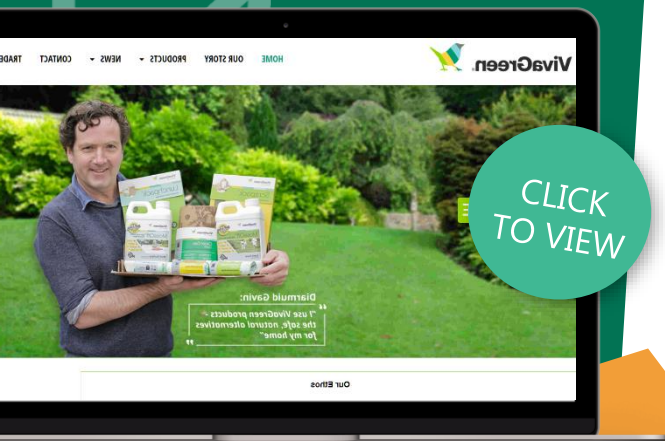 VivaGreen.
HOME OUR STORY PRODUCTS NEWS CONTACT TRADE
CLICK
TO VIEW
Diarmuid Gavin:
"I use VivaGreen products
the safe, natural alternatives
for my home"
Our Ethos